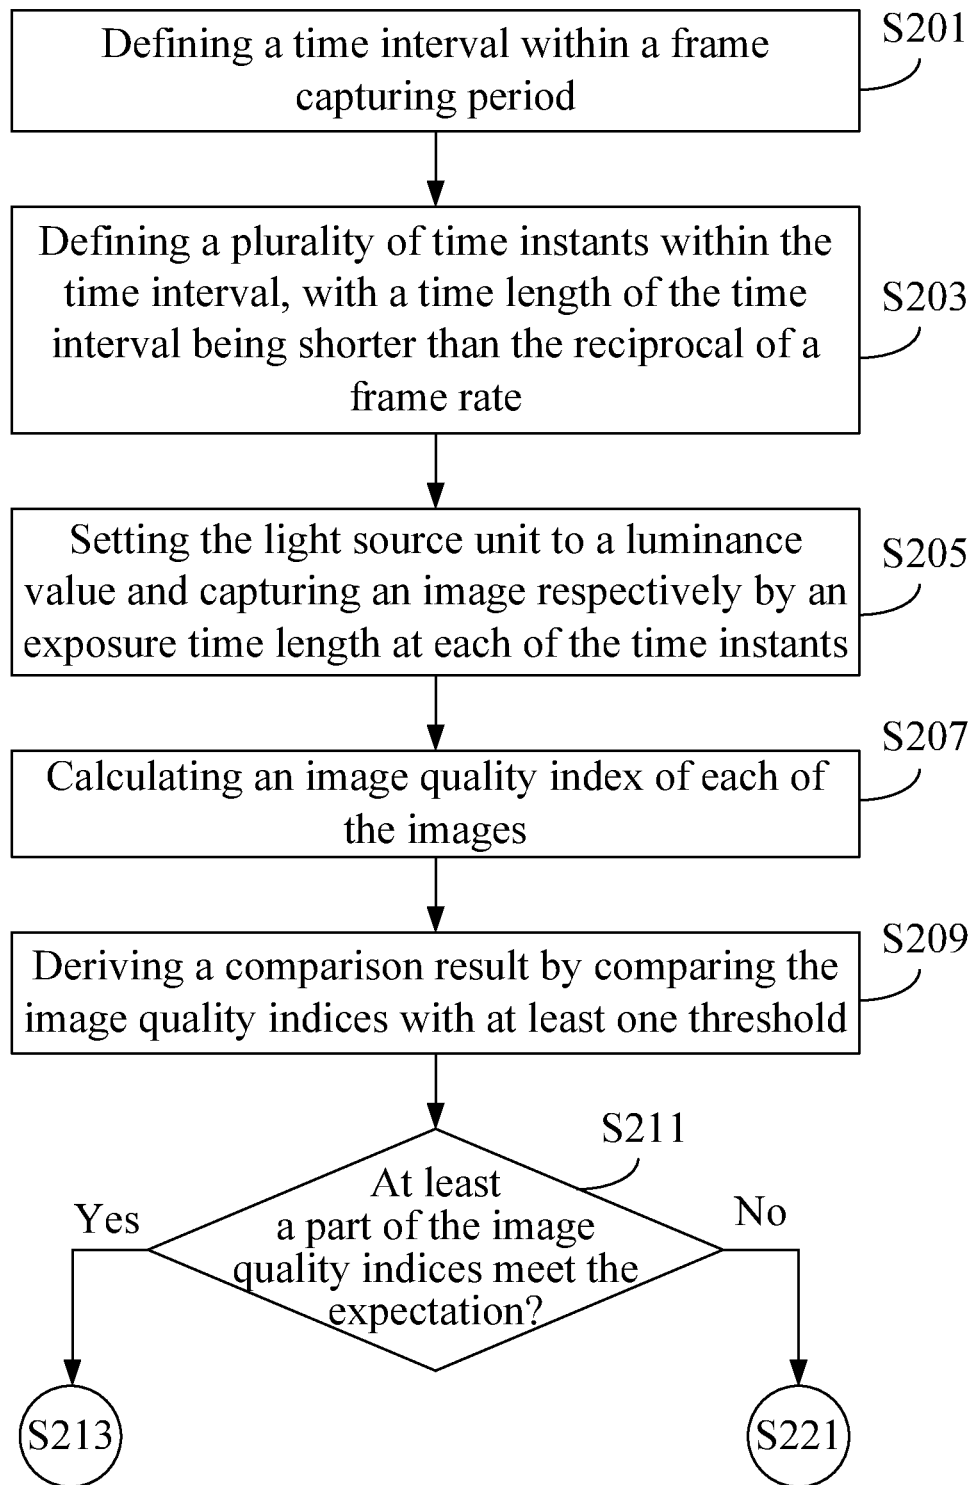 Defining a time interval within a frame
capturing period
S201
Defining a plurality of time instants within the
time interval, with a time length of the time
interval being shorter than the reciprocal of a
frame rate
S203
Setting the light source unit to a luminance
value and capturing an image respectively by an
exposure time length at each of the time instants
S205
Calculating an image quality index of each of
the images
S207
Deriving a comparison result by comparing the
image quality indices with at least one threshold
S209
At least
a part of the image
quality indices meet the
expectation?
S211
Yes
No
S213
S221